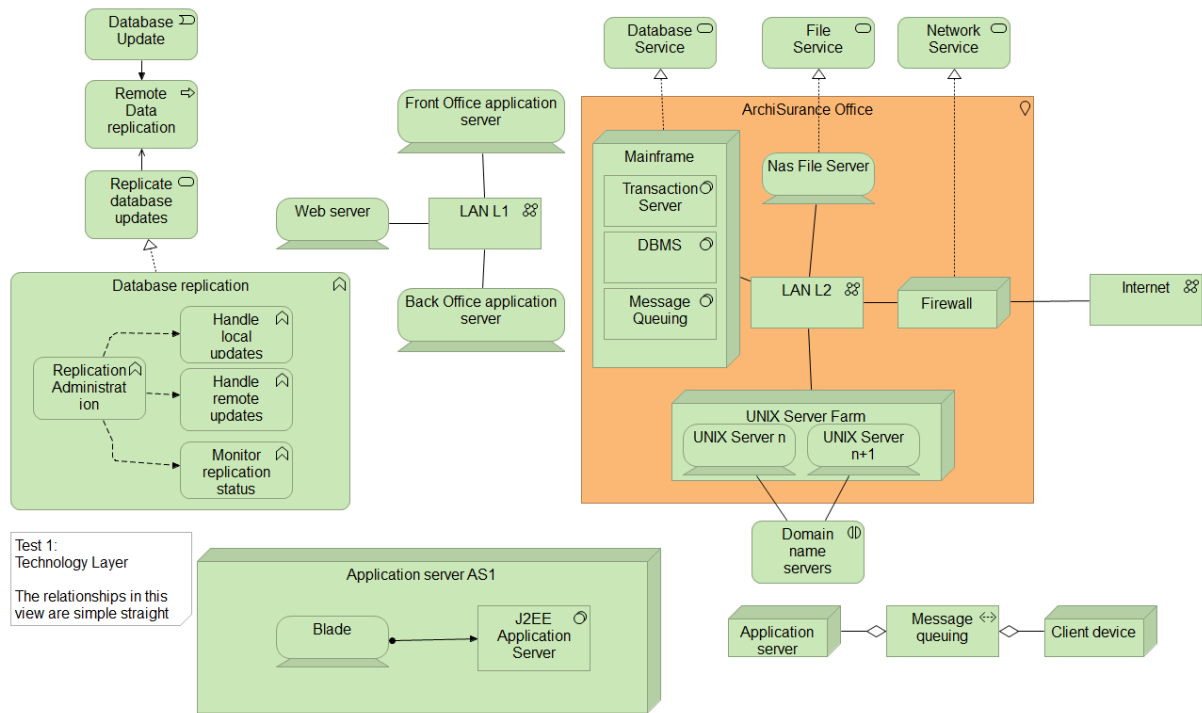 Database
Update
Remote
Data
replication
Replicate
database
updates
Database replication
Replication
Administrat
ion
Handle
local
updates
Handle
remote
updates
Monitor
replication
status
Front Office application
server
Web server
LAN L1
Back Office application
server
Database
Service
File
Service
Network
Service
ArchiSurance Office
Mainframe
Transaction
Server
DBMS
Message
Queuing
Nas File Server
LAN L2
Firewall
Internet
UNIX Server Farm
UNIX Server n
UNIX Server
n+1
Domain
name
servers
Test 1:
Technology Layer
The relationships in this
view are simple straight
Application server AS1
Blade
J2EE
Application
Server
Application
server
Message
queuing
Client device